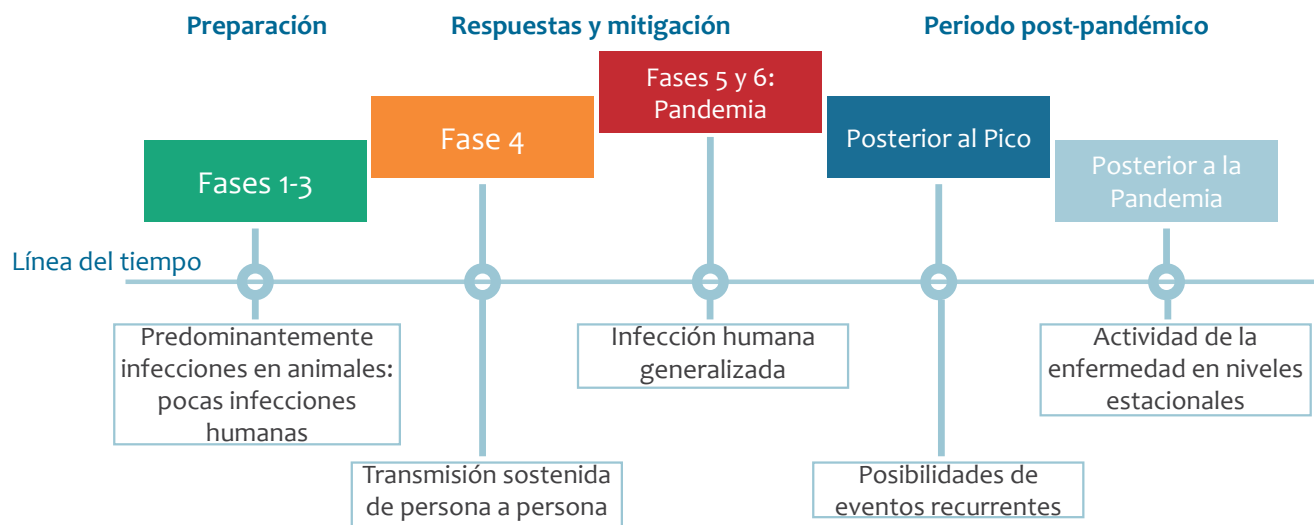 Preparación
Respuestas y mitigación
Periodo post-pandémico
Fases 1-3
Fase 4
Fases 5 y 6:
Pandemia
Posterior al Pico
Posterior a la
Pandemia
Línea del tiempo
Predominantemente
infecciones en animales:
pocas infecciones
humanas
Transmisión sostenida
de persona a persona
Infección humana
generalizada
Posibilidades de
eventos recurrentes
Actividad de la
enfermedad en niveles
estacionales